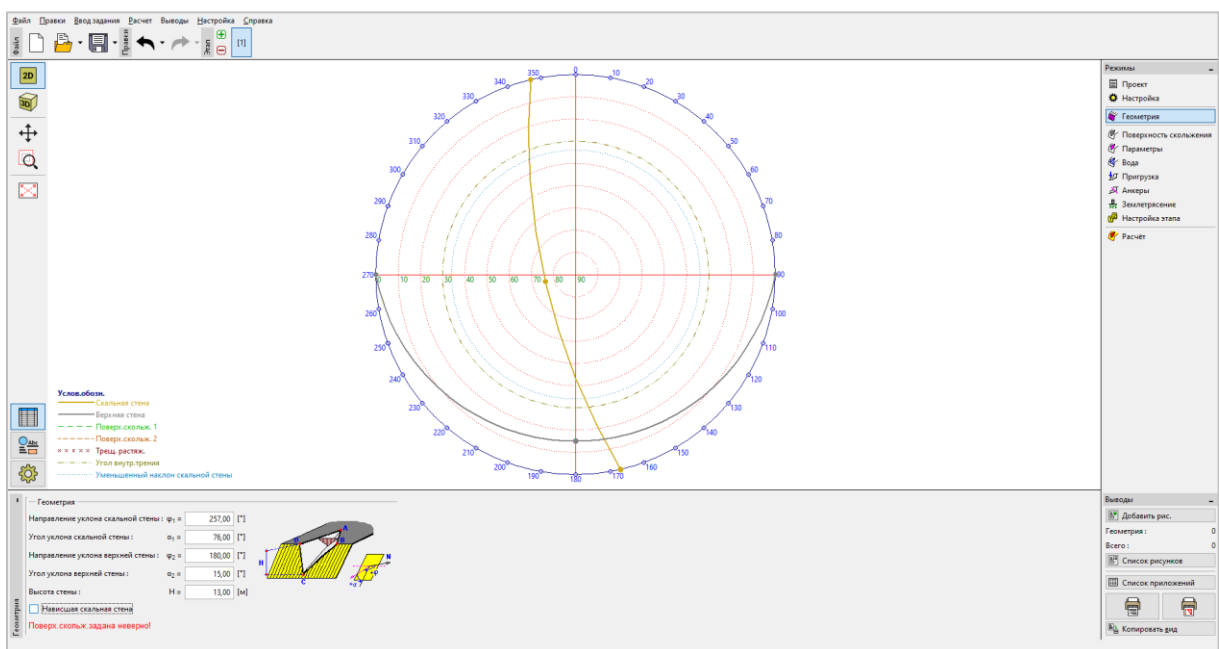 Файл Правки Ввод задания Расчет Выводы Настройка Справка
Файл
Правки
Этап
[1]
2D
3D
Режимы
Проект
Настройка
Геометрия
Поверхность скольжения
Параметры
Вода
Пригрузка
Анкеры
Землетрясение
Настройка этапа
Расчёт
0
10
20
30
40
50
60
70
80
90
100
110
120
130
140
150
160
170
180
190
200
210
220
230
240
250
260
270
280
290
300
310
320
330
340
350
0 10 20 30 40 50 60 70 80 90
Услов.обозн.
Скальная стена
Верхняя стена
Поверх.скольж. 1
Поверх.скольж. 2
Трещ. растяж.
Угол внутр.трения
Уменьшенный наклон скальной стены
Abc
Геометрия
Геометрия
Направление уклона скальной стены : φ₁ = 257,00 [°]
Угол уклона скальной стены : α₁ = 76,00 [°]
Направление уклона верхней стены : φ₂ = 180,00 [°]
Угол уклона верхней стены : α₂ = 15,00 [°]
Высота стены : H = 13,00 [м]
Нависшая скальная стена
Поверх.скольж.задана неверно!
A
B
D
H
C
N
+α
+φ
Выводы
Добавить рис.
Геометрия : 0
Всего : 0
Список рисунков
Список приложений
Копировать вид